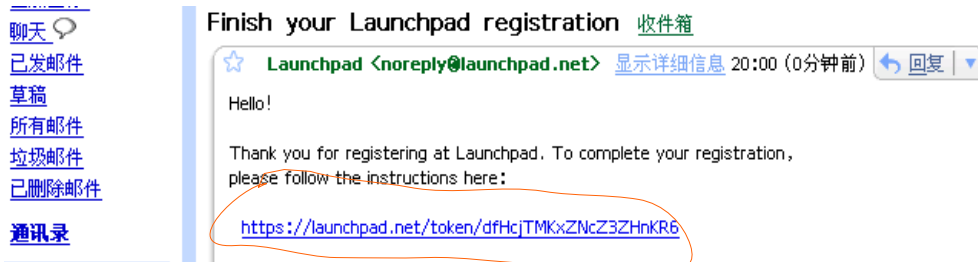 聊天
已发邮件
草稿
所有邮件
垃圾邮件
已删除邮件
通讯录
Finish your Launchpad registration 收件箱
Launchpad <noreply@launchpad.net> 显示详细信息 20:00 (0分钟前) 回复
Hello!
Thank you for registering at Launchpad. To complete your registration,
please follow the instructions here:
https://launchpad.net/token/dfHcjTMKxZNcZ3ZHnKR6